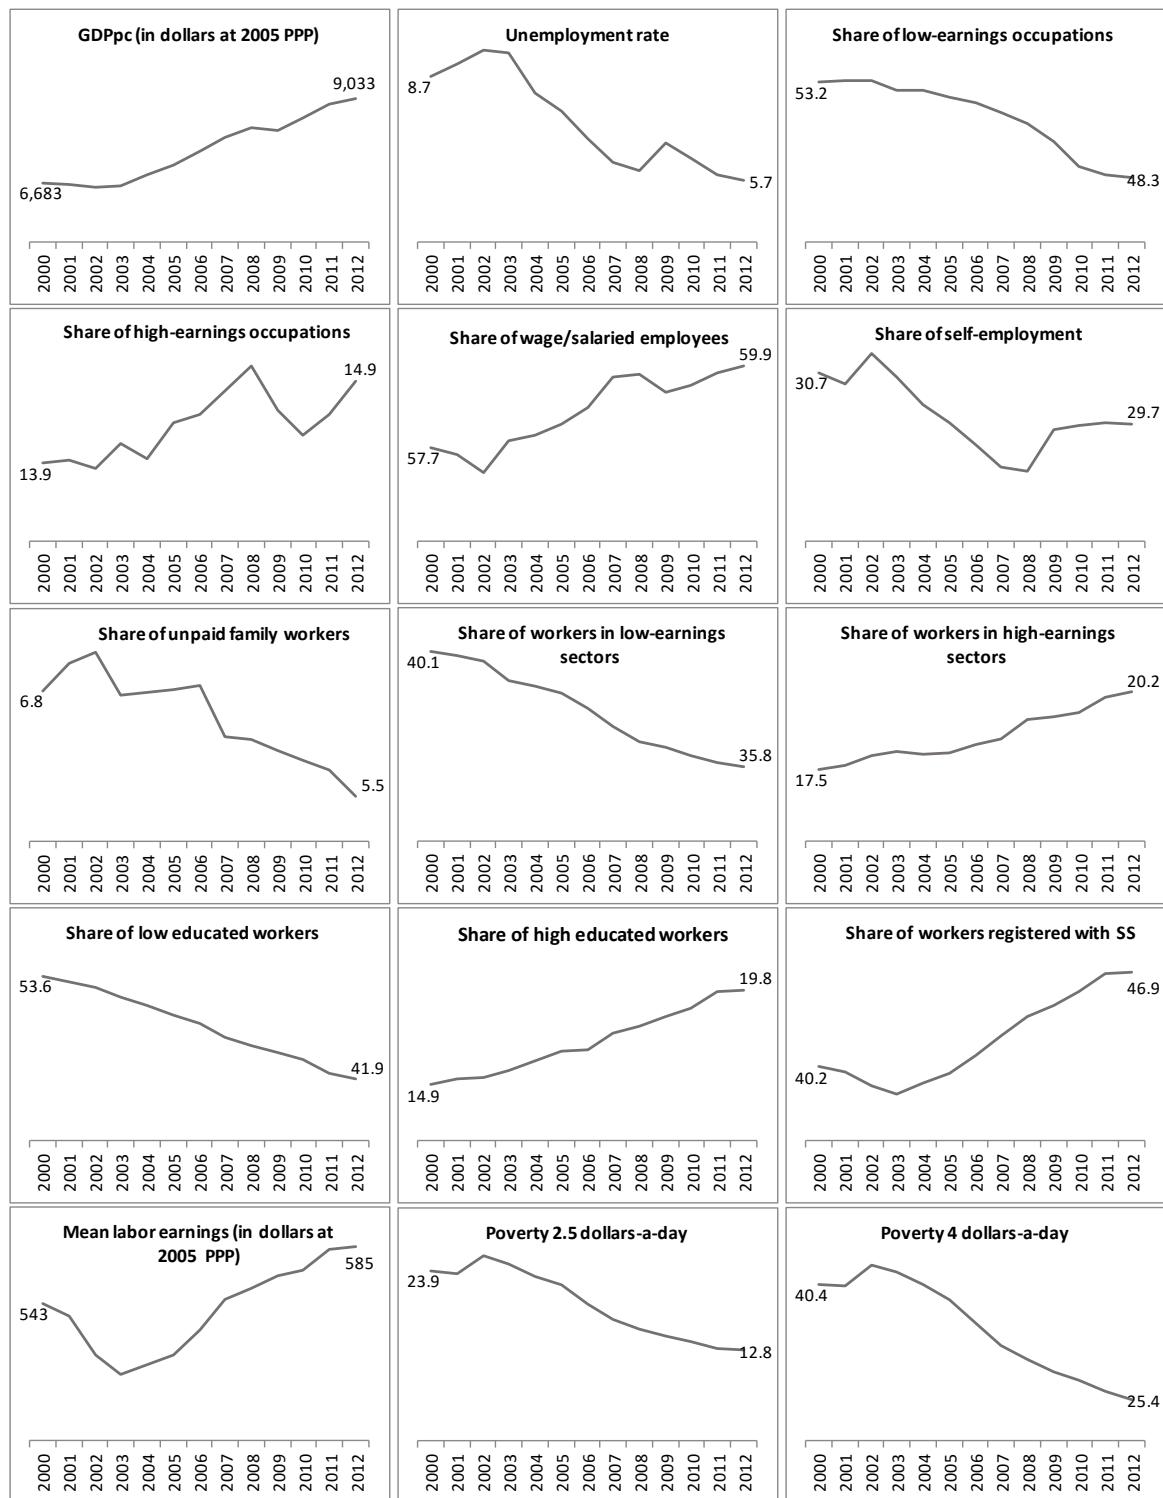 GDPpc (in dollars at 2005 PPP)
9,033
6,683
2000 2001 2002 2003 2004 2005 2006 2007 2008 2009 2010 2011 2012
Unemployment rate
8.7
5.7
2000 2001 2002 2003 2004 2005 2006 2007 2008 2009 2010 2011 2012
Share of low-earnings occupations
53.2
48.3
2000 2001 2002 2003 2004 2005 2006 2007 2008 2009 2010 2011 2012
Share of high-earnings occupations
14.9
13.9
2000 2001 2002 2003 2004 2005 2006 2007 2008 2009 2010 2011 2012
Share of wage/salaried employees
59.9
57.7
2000 2001 2002 2003 2004 2005 2006 2007 2008 2009 2010 2011 2012
Share of self-employment
30.7
29.7
2000 2001 2002 2003 2004 2005 2006 2007 2008 2009 2010 2011 2012
Share of unpaid family workers
6.8
5.5
2000 2001 2002 2003 2004 2005 2006 2007 2008 2009 2010 2011 2012
Share of workers in low-earnings
sectors
40.1
35.8
2000 2001 2002 2003 2004 2005 2006 2007 2008 2009 2010 2011 2012
Share of workers in high-earnings
sectors
20.2
17.5
2000 2001 2002 2003 2004 2005 2006 2007 2008 2009 2010 2011 2012
Share of low educated workers
53.6
41.9
2000 2001 2002 2003 2004 2005 2006 2007 2008 2009 2010 2011 2012
Share of high educated workers
19.8
14.9
2000 2001 2002 2003 2004 2005 2006 2007 2008 2009 2010 2011 2012
Share of workers registered with SS
46.9
40.2
2000 2001 2002 2003 2004 2005 2006 2007 2008 2009 2010 2011 2012
Mean labor earnings (in dollars at
2005 PPP)
585
543
2000 2001 2002 2003 2004 2005 2006 2007 2008 2009 2010 2011 2012
Poverty 2.5 dollars-a-day
23.9
12.8
2000 2001 2002 2003 2004 2005 2006 2007 2008 2009 2010 2011 2012
Poverty 4 dollars-a-day
40.4
25.4
2000 2001 2002 2003 2004 2005 2006 2007 2008 2009 2010 2011 2012